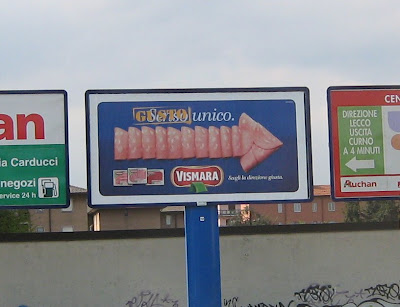 an
ia Carducci
negozi
ervice 24 h
GUSTO
Senso unico.
VISMARA
Scegli la direzione giusta.
CEN
DIREZIONE
LECCO
USCITA
CURNO
A 4 MINUTI
Auchan